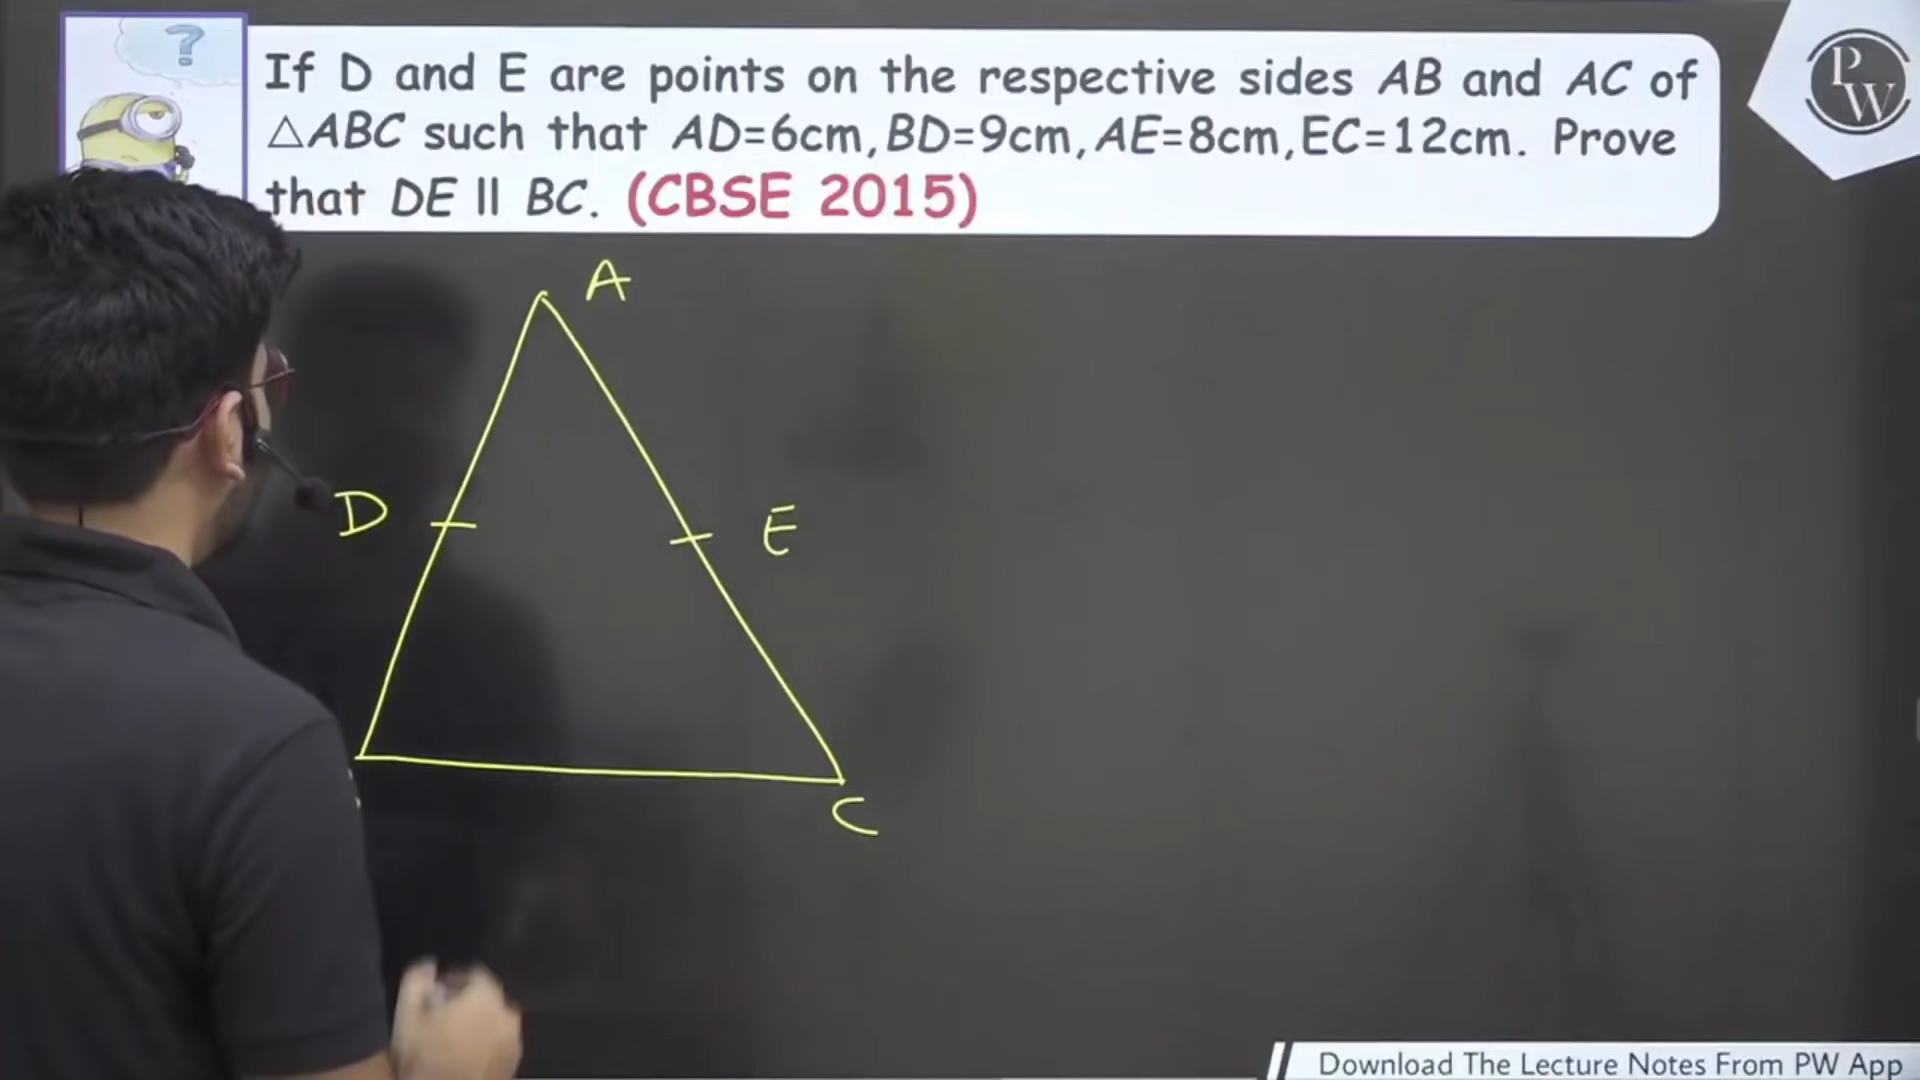 ?
If D and E are points on the respective sides AB and AC of
△ABC such that AD=6cm, BD=9cm, AE=8cm, EC=12cm. Prove
that DE || BC. (CBSE 2015)
PW
A
D
E
C
Download The Lecture Notes From PW App